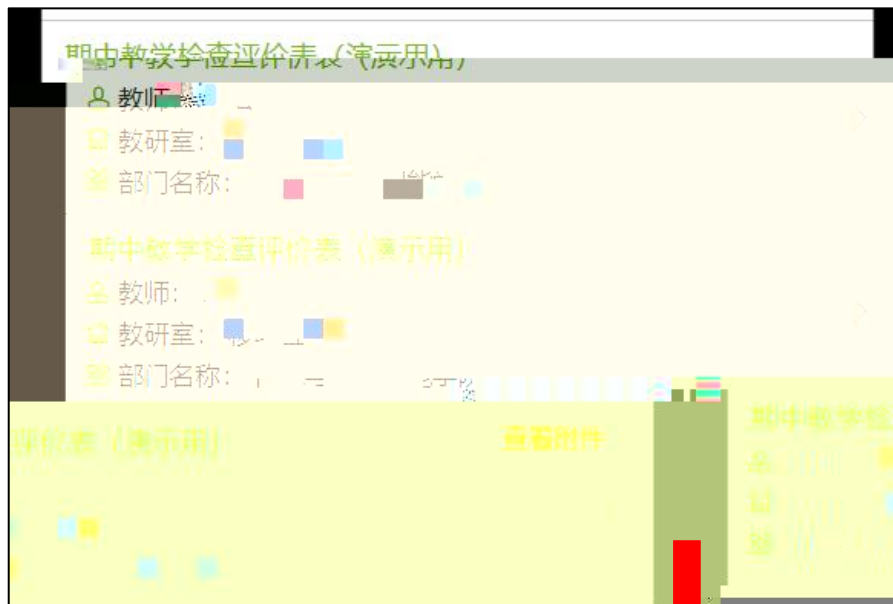 期中教学检查评价表（演示用）
教师
教研室：
部门名称：
期中教学检查评价表（演示用）
教师：
教研室：
部门名称：
评价表（演示用） 查看附件
期中教学检